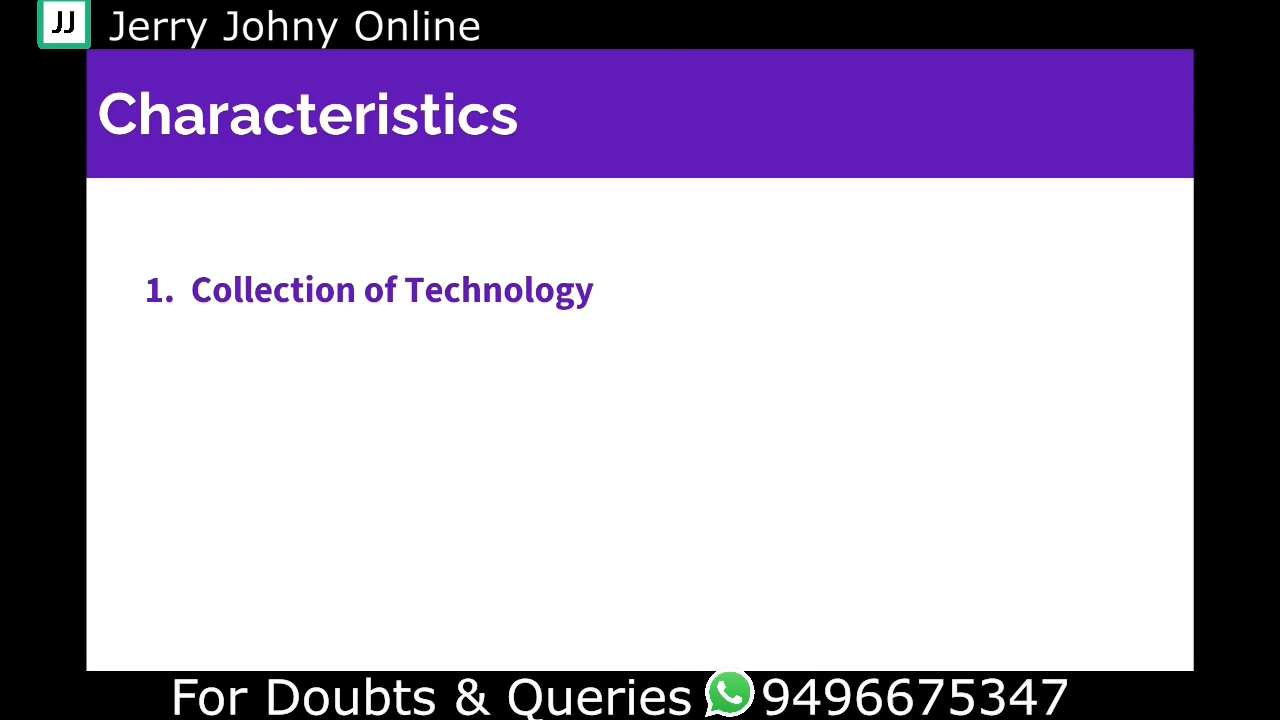 JJ Jerry Johny Online
Characteristics
1. Collection of Technology
For Doubts & Queries 9496675347